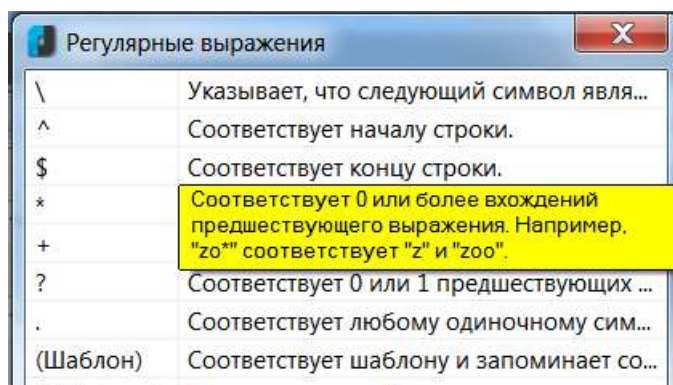 Регулярные выражения
\ Указывает, что следующий символ явля...
^ Соответствует началу строки.
$ Соответствует концу строки.
* Соответствует 0 или более вхождений
предшествующего выражения. Например,
+ "zo*" соответствует "z" и "zoo".
? Соответствует 0 или 1 предшествующих ...
. Соответствует любому одиночному сим...
(Шаблон) Соответствует шаблону и запоминает со...